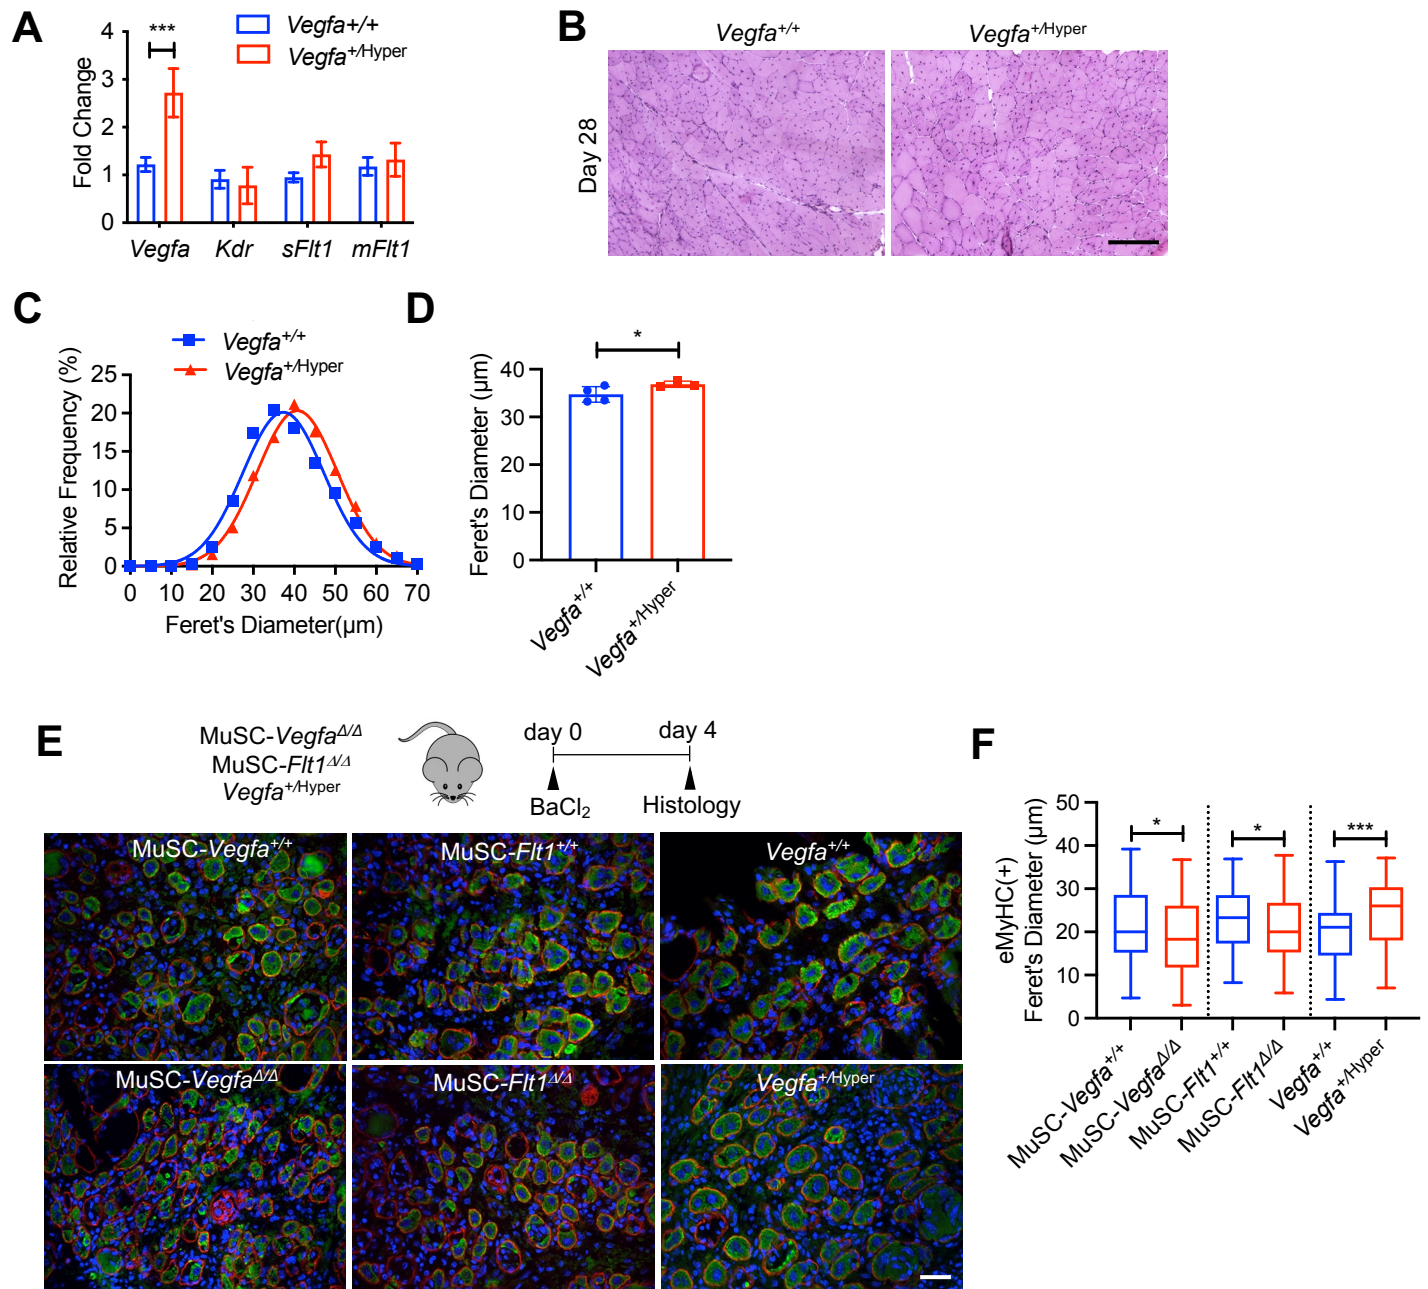 A
Fold Change
4
3
2
1
0
***
Vegfa+/+
Vegfa+/Hyper
Vegfa Kdr sFlt1 mFlt1
B
Vegfa+/+ Vegfa+/Hyper
Day 28
C
Vegfa+/+
Vegfa+/Hyper
Relative Frequency (%)
25
20
15
10
5
0
0 10 20 30 40 50 60 70
Feret's Diameter(µm)
D
*
Feret's Diameter (µm)
40
30
20
10
0
Vegfa+/+
Vegfa+/Hyper
E
MuSC-VegfaΔ/Δ
MuSC-Flt1Δ/Δ
Vegfa+/Hyper
day 0 day 4
BaCl₂ Histology
MuSC-Vegfa+/+ MuSC-Flt1+/+ Vegfa+/+
MuSC-VegfaΔ/Δ MuSC-Flt1Δ/Δ Vegfa+/Hyper
F
eMyHC(+)
Feret's Diameter (µm)
50
40
30
20
10
0
* * ***
MuSC-Vegfa+/+
MuSC-VegfaΔ/Δ
MuSC-Flt1+/+
MuSC-Flt1Δ/Δ
Vegfa+/+
Vegfa+/Hyper